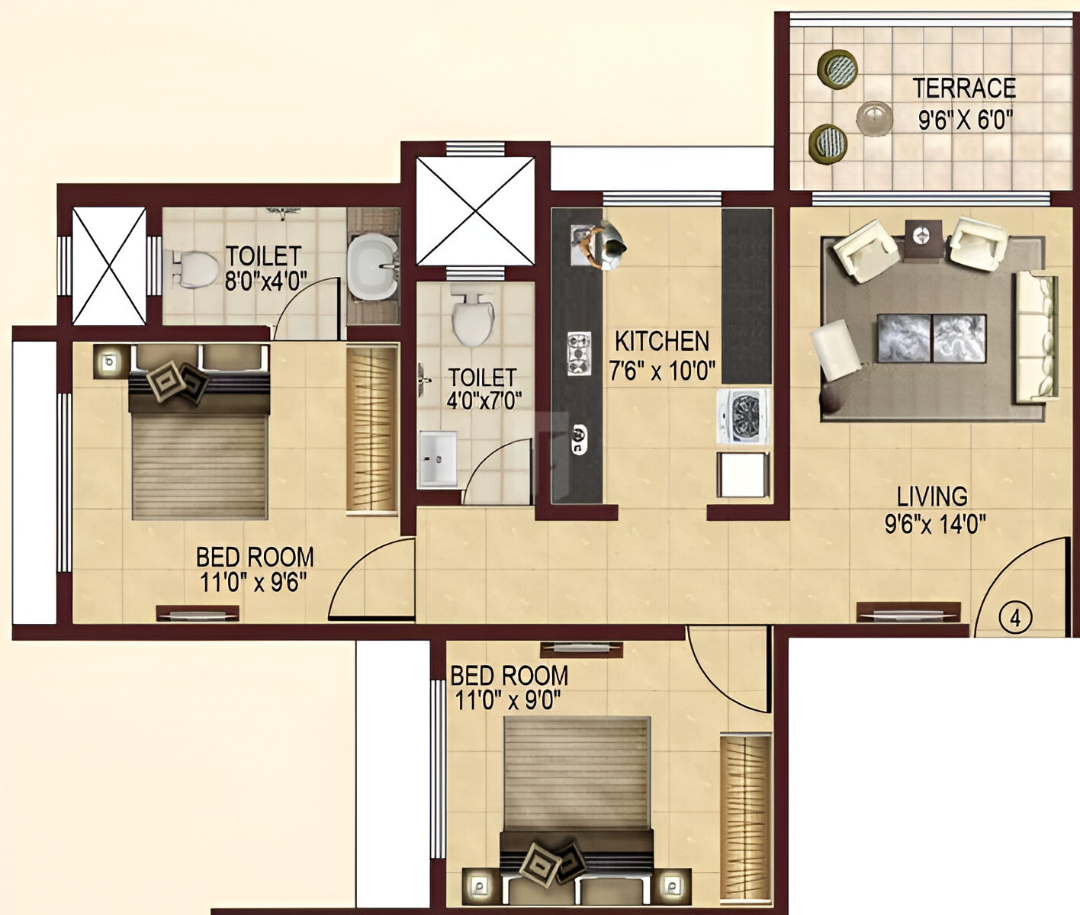 TERRACE
9'6"X 6'0"
TOILET
8'0"x4'0"
KITCHEN
7'6" x 10'0"
TOILET
4'0"x7'0"
LIVING
9'6"x 14'0"
BED ROOM
11'0" x 9'6"
4
BED ROOM
11'0" x 9'0"